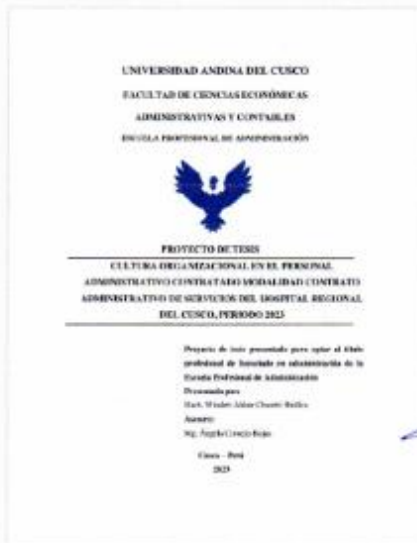 UNIVERSIDAD ANDINA DEL CUSCO
FACULTAD DE CIENCIAS ECONÓMICAS
ADMINISTRATIVAS Y CONTABLES
ESCUELA PROFESIONAL DE ADMINISTRACIÓN
PROYECTO DE TESIS
CULTURA ORGANIZACIONAL EN EL PERSONAL
ADMINISTRATIVO CONTRATADO MODALIDAD CONTRATO
ADMINISTRATIVO DE SERVICIOS DEL HOSPITAL REGIONAL
DEL CUSCO, PERIODO 2023
Proyecto de tesis presentado para optar al título
profesional de licenciado en administración de la
Escuela Profesional de Administración
Presentada por:
Asesor:
Mg.
Cusco - Perú
2023